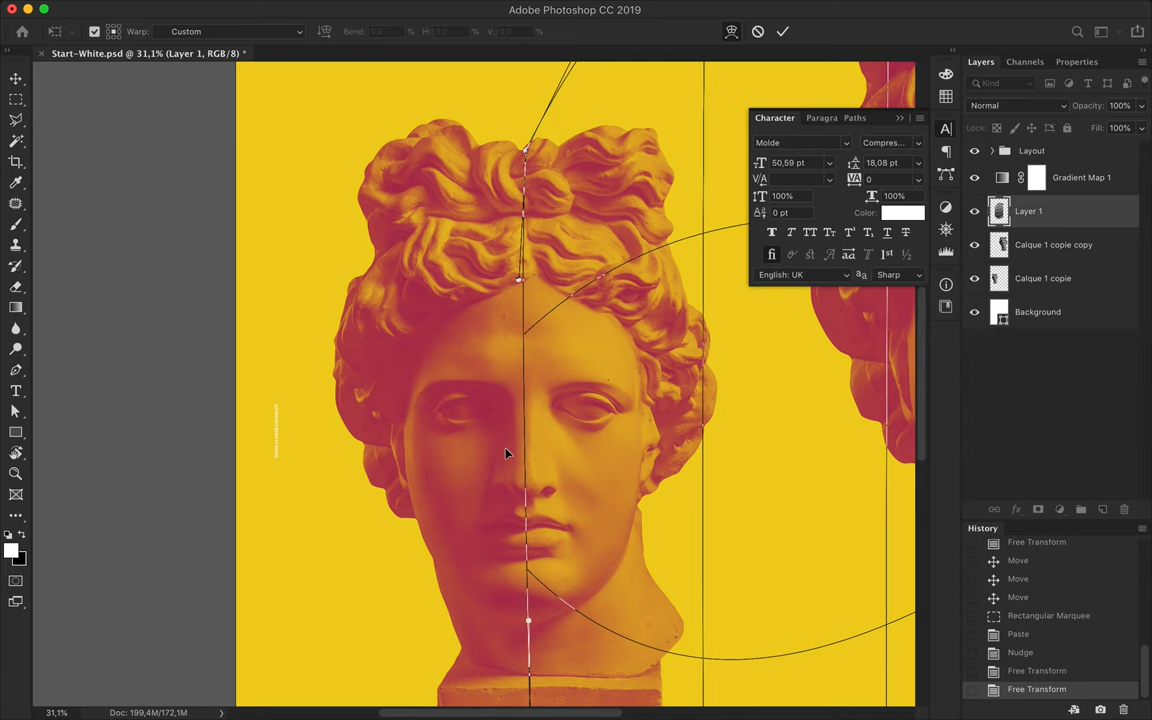 Adobe Photoshop CC 2019
Warp: Custom Bend: 0,0 % H: 0,0 % V: 0,0 %
Start-White.psd @ 31,1% (Layer 1, RGB/8) *
Layers Channels Properties
Kind
Normal Opacity: 100%
Lock: Fill: 100%
Layout
Gradient Map 1
Layer 1
Calque 1 copie copy
Calque 1 copie
Background
Character Paragra Paths
Molde Compres...
50,59 pt 18,08 pt
0
100% 100%
0 pt Color:
English: UK Sharp
History
Free Transform
Move
Move
Move
Rectangular Marquee
Paste
Nudge
Free Transform
Free Transform
31,1% Doc: 199,4M/172,1M